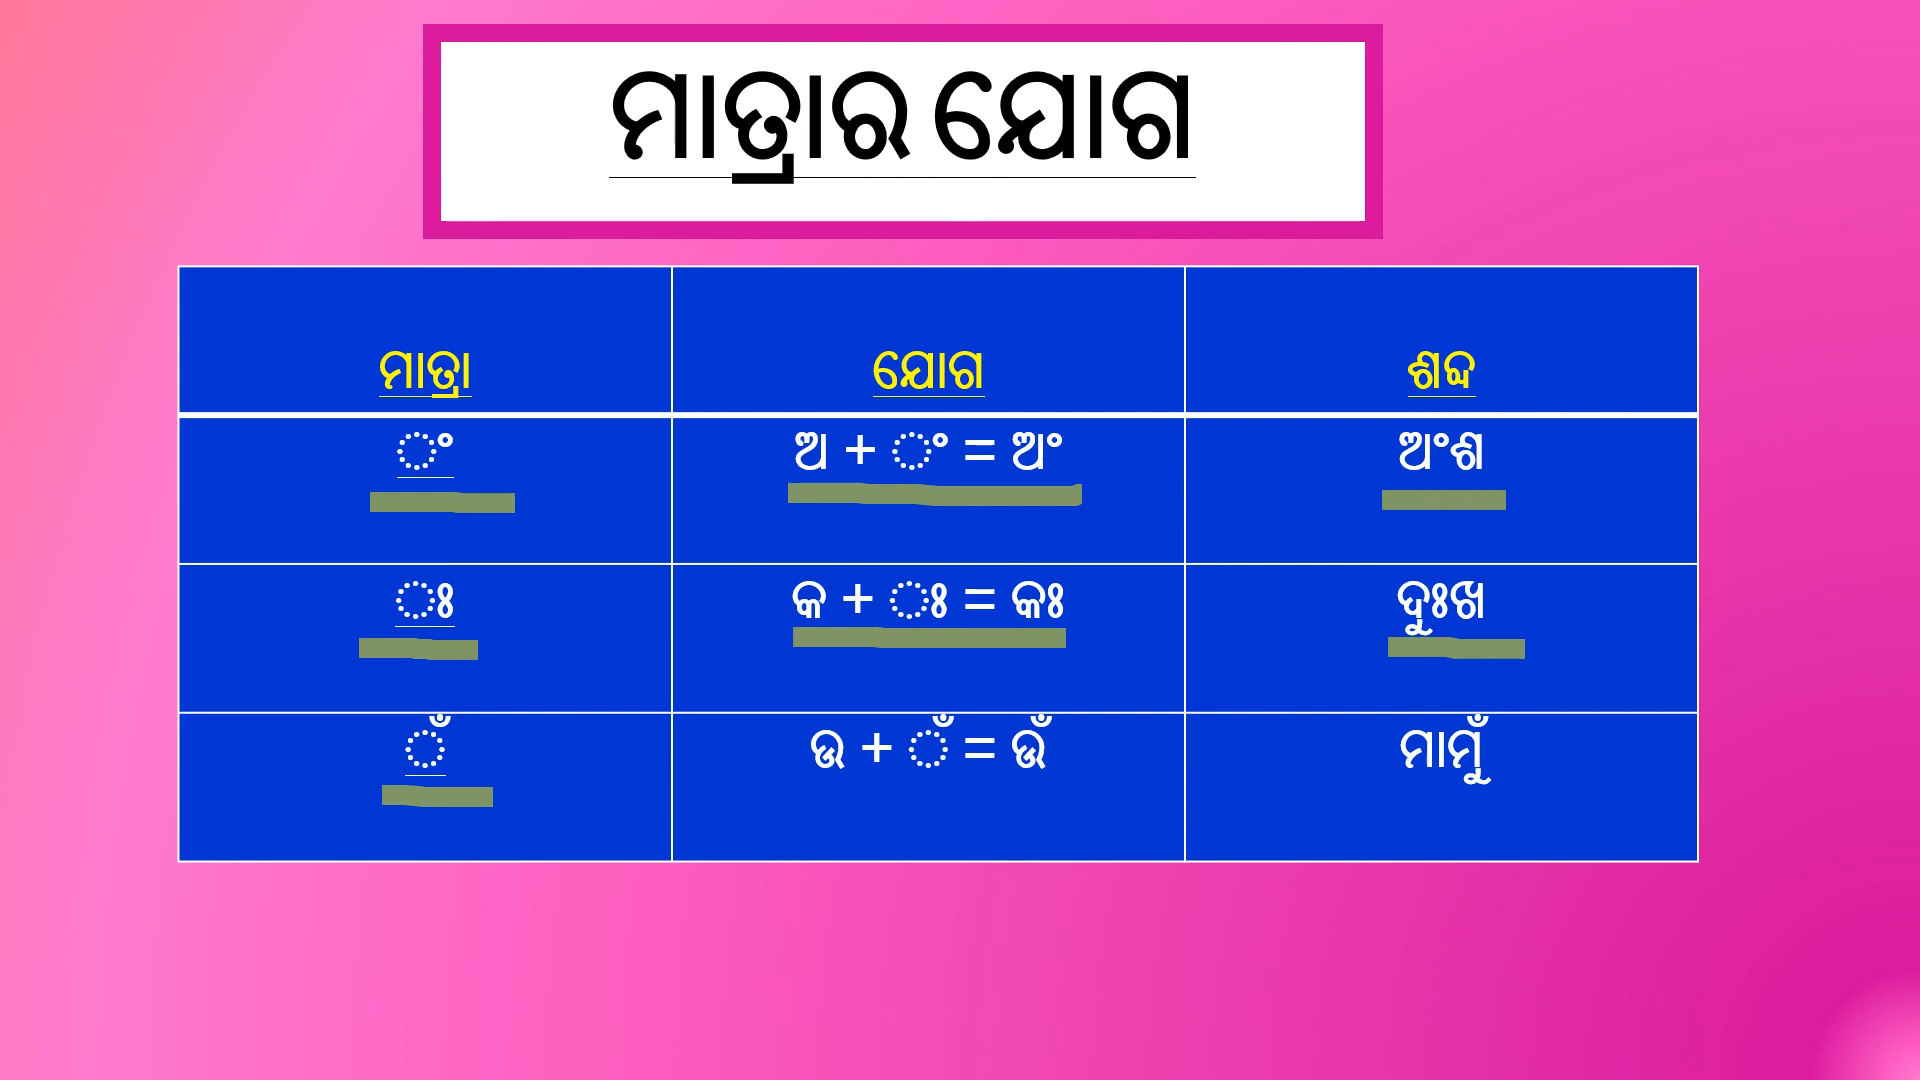 ମାତ୍ରାର ଯୋଗ
ମାତ୍ରା ଯୋଗ ଶବ୍ଦ
ଂ ଅ + ଂ = ଅଂ ଅଂଶ
ଃ କ + ଃ = କଃ ଦୁଃଖ
ଁ ଉ + ଁ = ଉଁ ମାମୁଁ